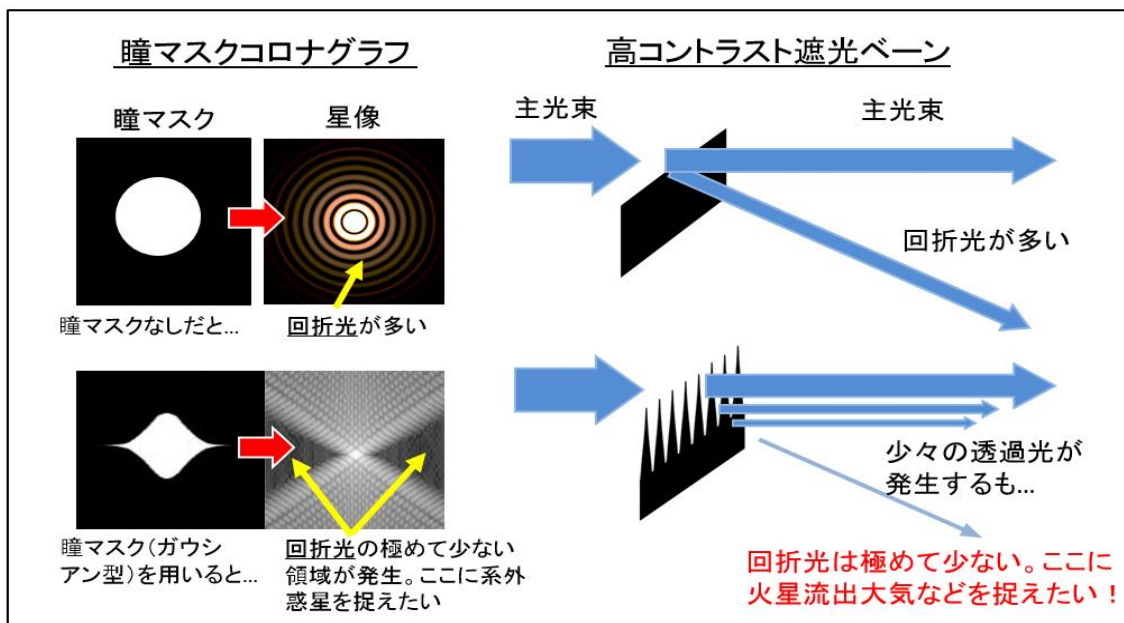 瞳マスクコロナグラフ
瞳マスク
星像
瞳マスクなしだと…
回折光が多い
瞳マスク(ガウシ
アン型)を用いると…
回折光の極めて少ない
領域が発生。ここに系外
惑星を捉えたい
高コントラスト遮光ベーン
主光束
主光束
回折光が多い
少々の透過光が
発生するも…
回折光は極めて少ない。ここに
火星流出大気などを捉えたい!